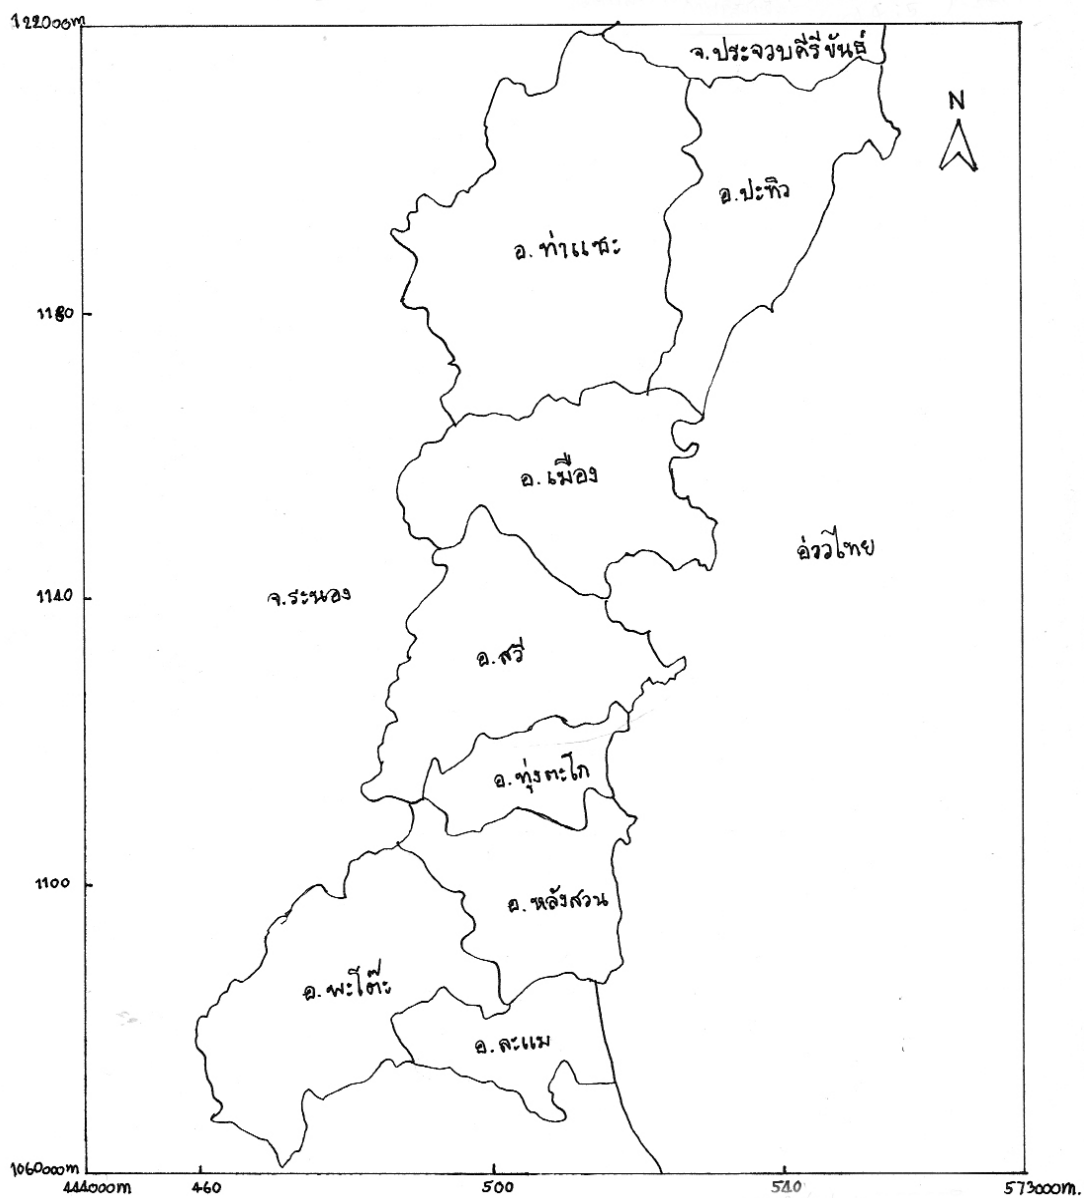 1220000m
จ.ประจวบคีรีขันธ์
N
อ.ปะทิว
อ.ท่าแซะ
1180
อ.เมือง
อ่าวไทย
1140
จ.ระนอง
อ.สวี
อ.ทุ่งตะโก
1100
อ.หลังสวน
อ.พะโต๊ะ
อ.ละแม
1060000m
444000m 460 500 540 573000m.